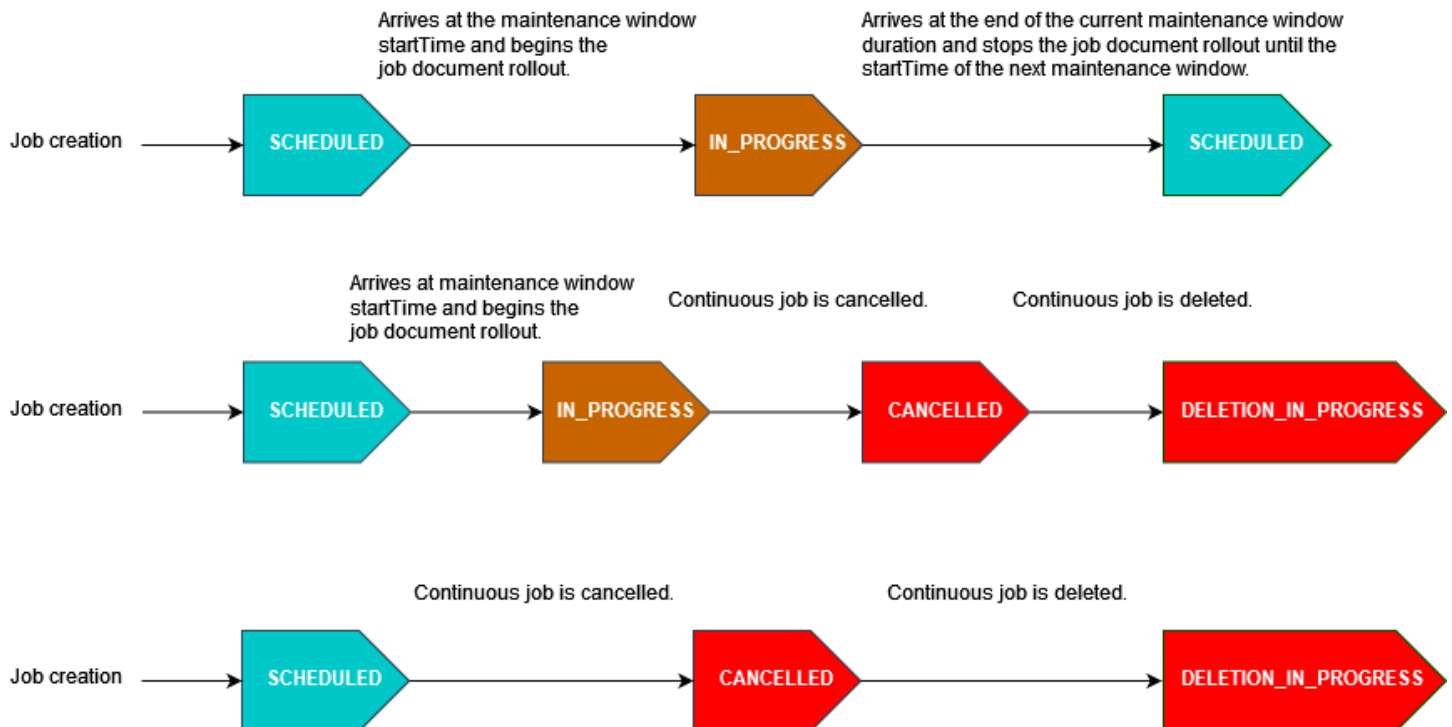 Arrives at the maintenance window
startTime and begins the
job document rollout.
Arrives at the end of the current maintenance window
duration and stops the job document rollout until the
startTime of the next maintenance window.
Job creation
SCHEDULED
IN_PROGRESS
SCHEDULED
Arrives at maintenance window
startTime and begins the
job document rollout.
Continuous job is cancelled.
Continuous job is deleted.
Job creation
SCHEDULED
IN_PROGRESS
CANCELLED
DELETION_IN_PROGRESS
Continuous job is cancelled.
Continuous job is deleted.
Job creation
SCHEDULED
CANCELLED
DELETION_IN_PROGRESS